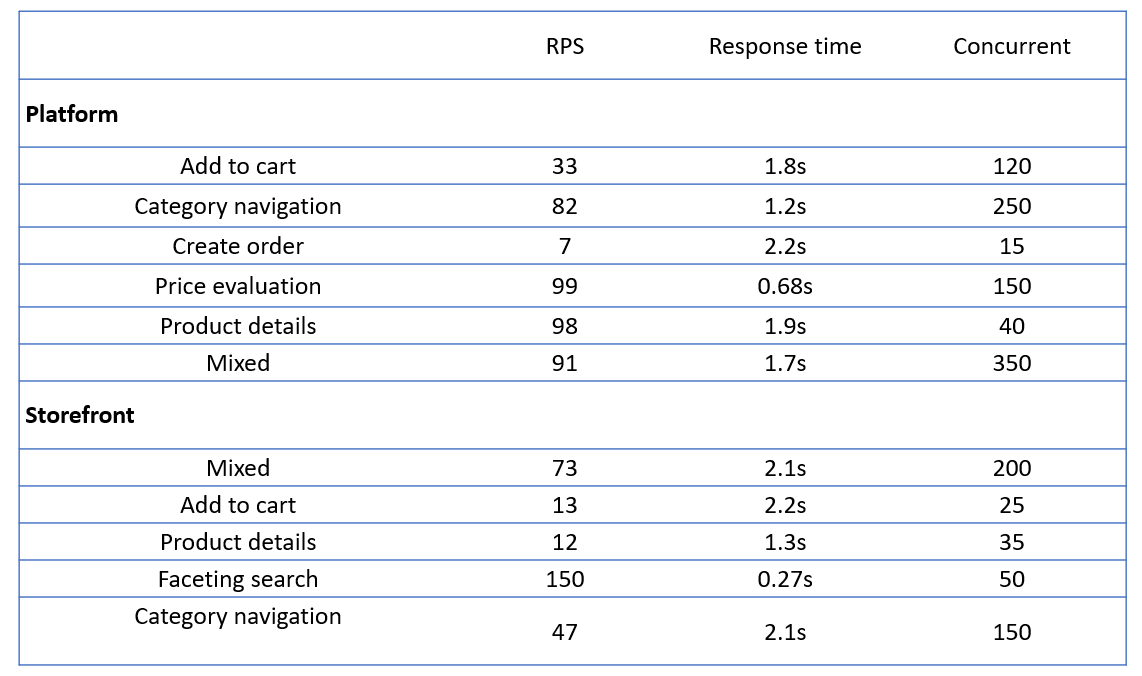 RPS Response time Concurrent
Platform
Add to cart 33 1.8s 120
Category navigation 82 1.2s 250
Create order 7 2.2s 15
Price evaluation 99 0.68s 150
Product details 98 1.9s 40
Mixed 91 1.7s 350
Storefront
Mixed 73 2.1s 200
Add to cart 13 2.2s 25
Product details 12 1.3s 35
Faceting search 150 0.27s 50
Category navigation 47 2.1s 150